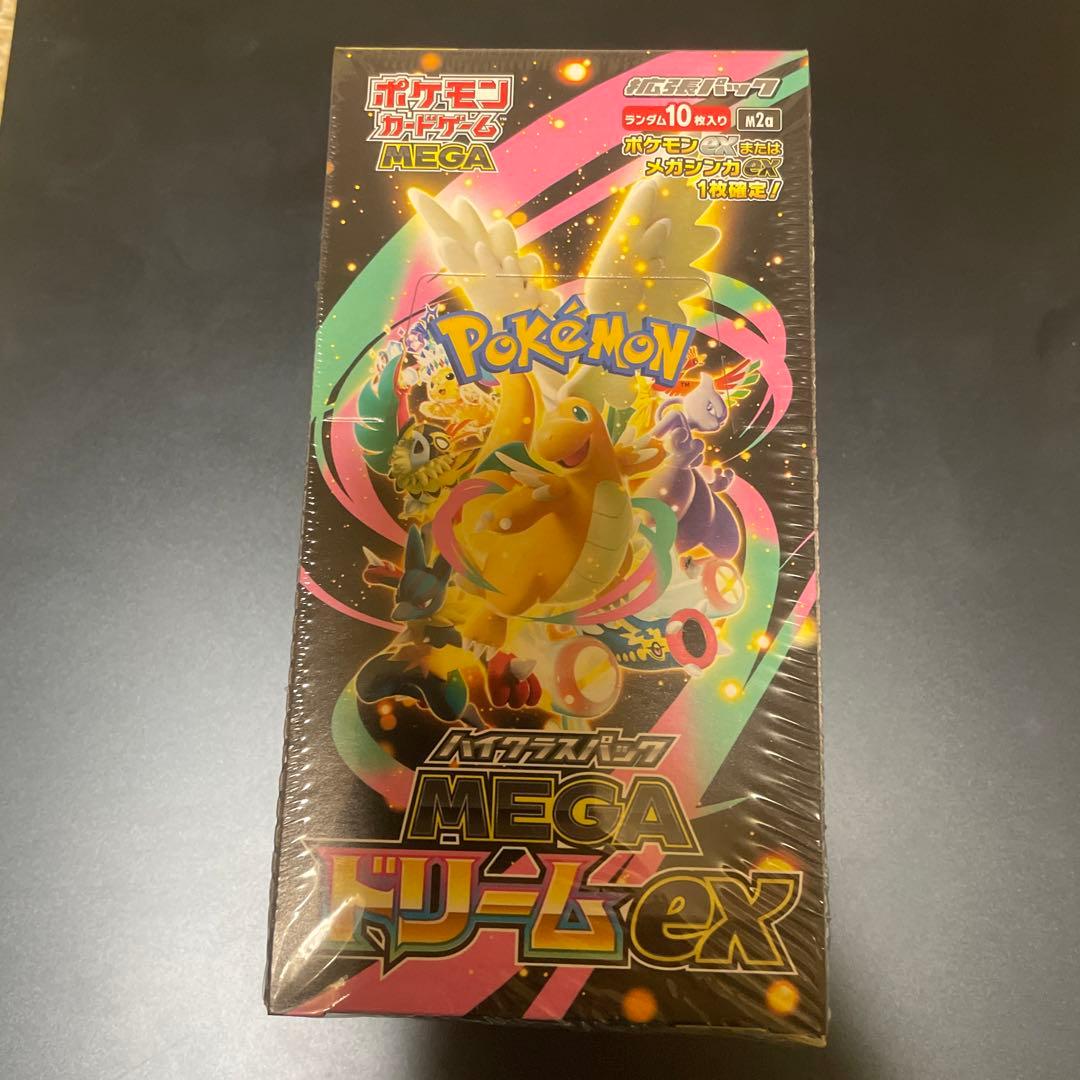 ポケモン
カードゲーム™
MEGA
拡張パック
ランダム10枚入り M2a
ポケモンexまたは
メガシンカex
1枚確定!
POKÉMON™
ハイクラスパック
MEGA
ドリームex